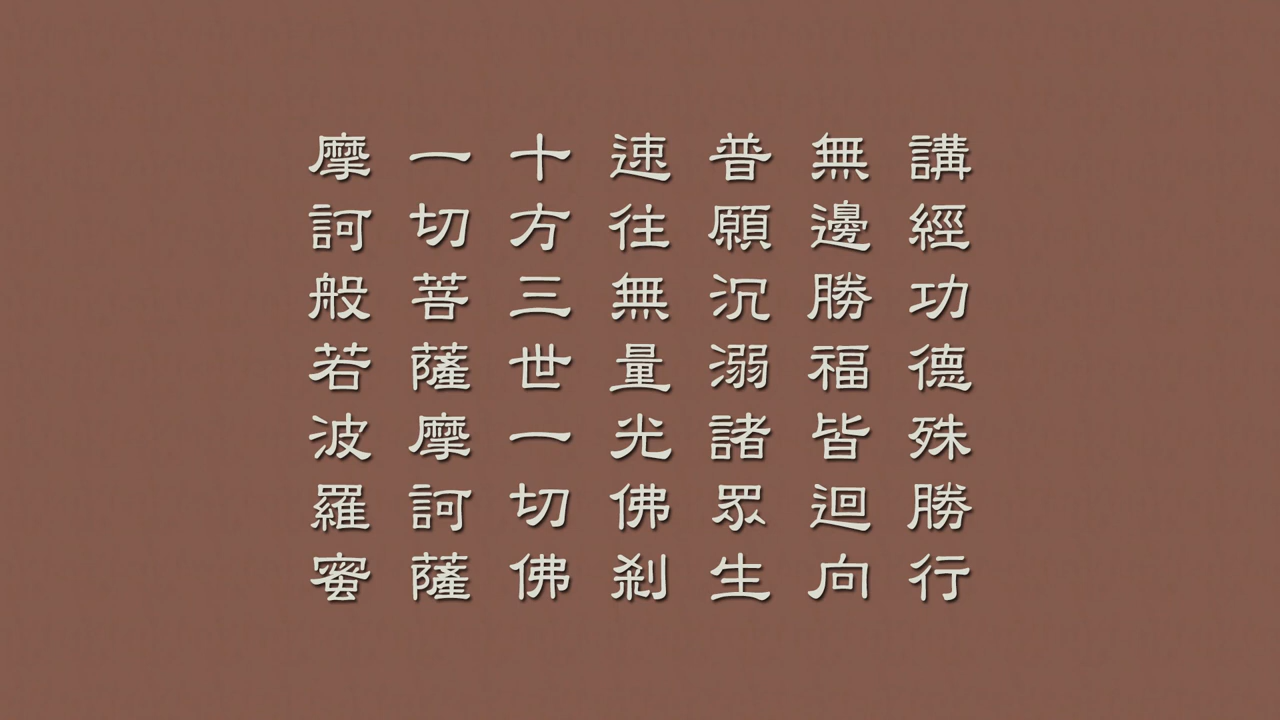 講經功德殊勝行
無邊勝福皆迴向
普願沉溺諸眾生
速往無量光佛剎
十方三世一切佛
一切菩薩摩訶薩
摩訶般若波羅蜜